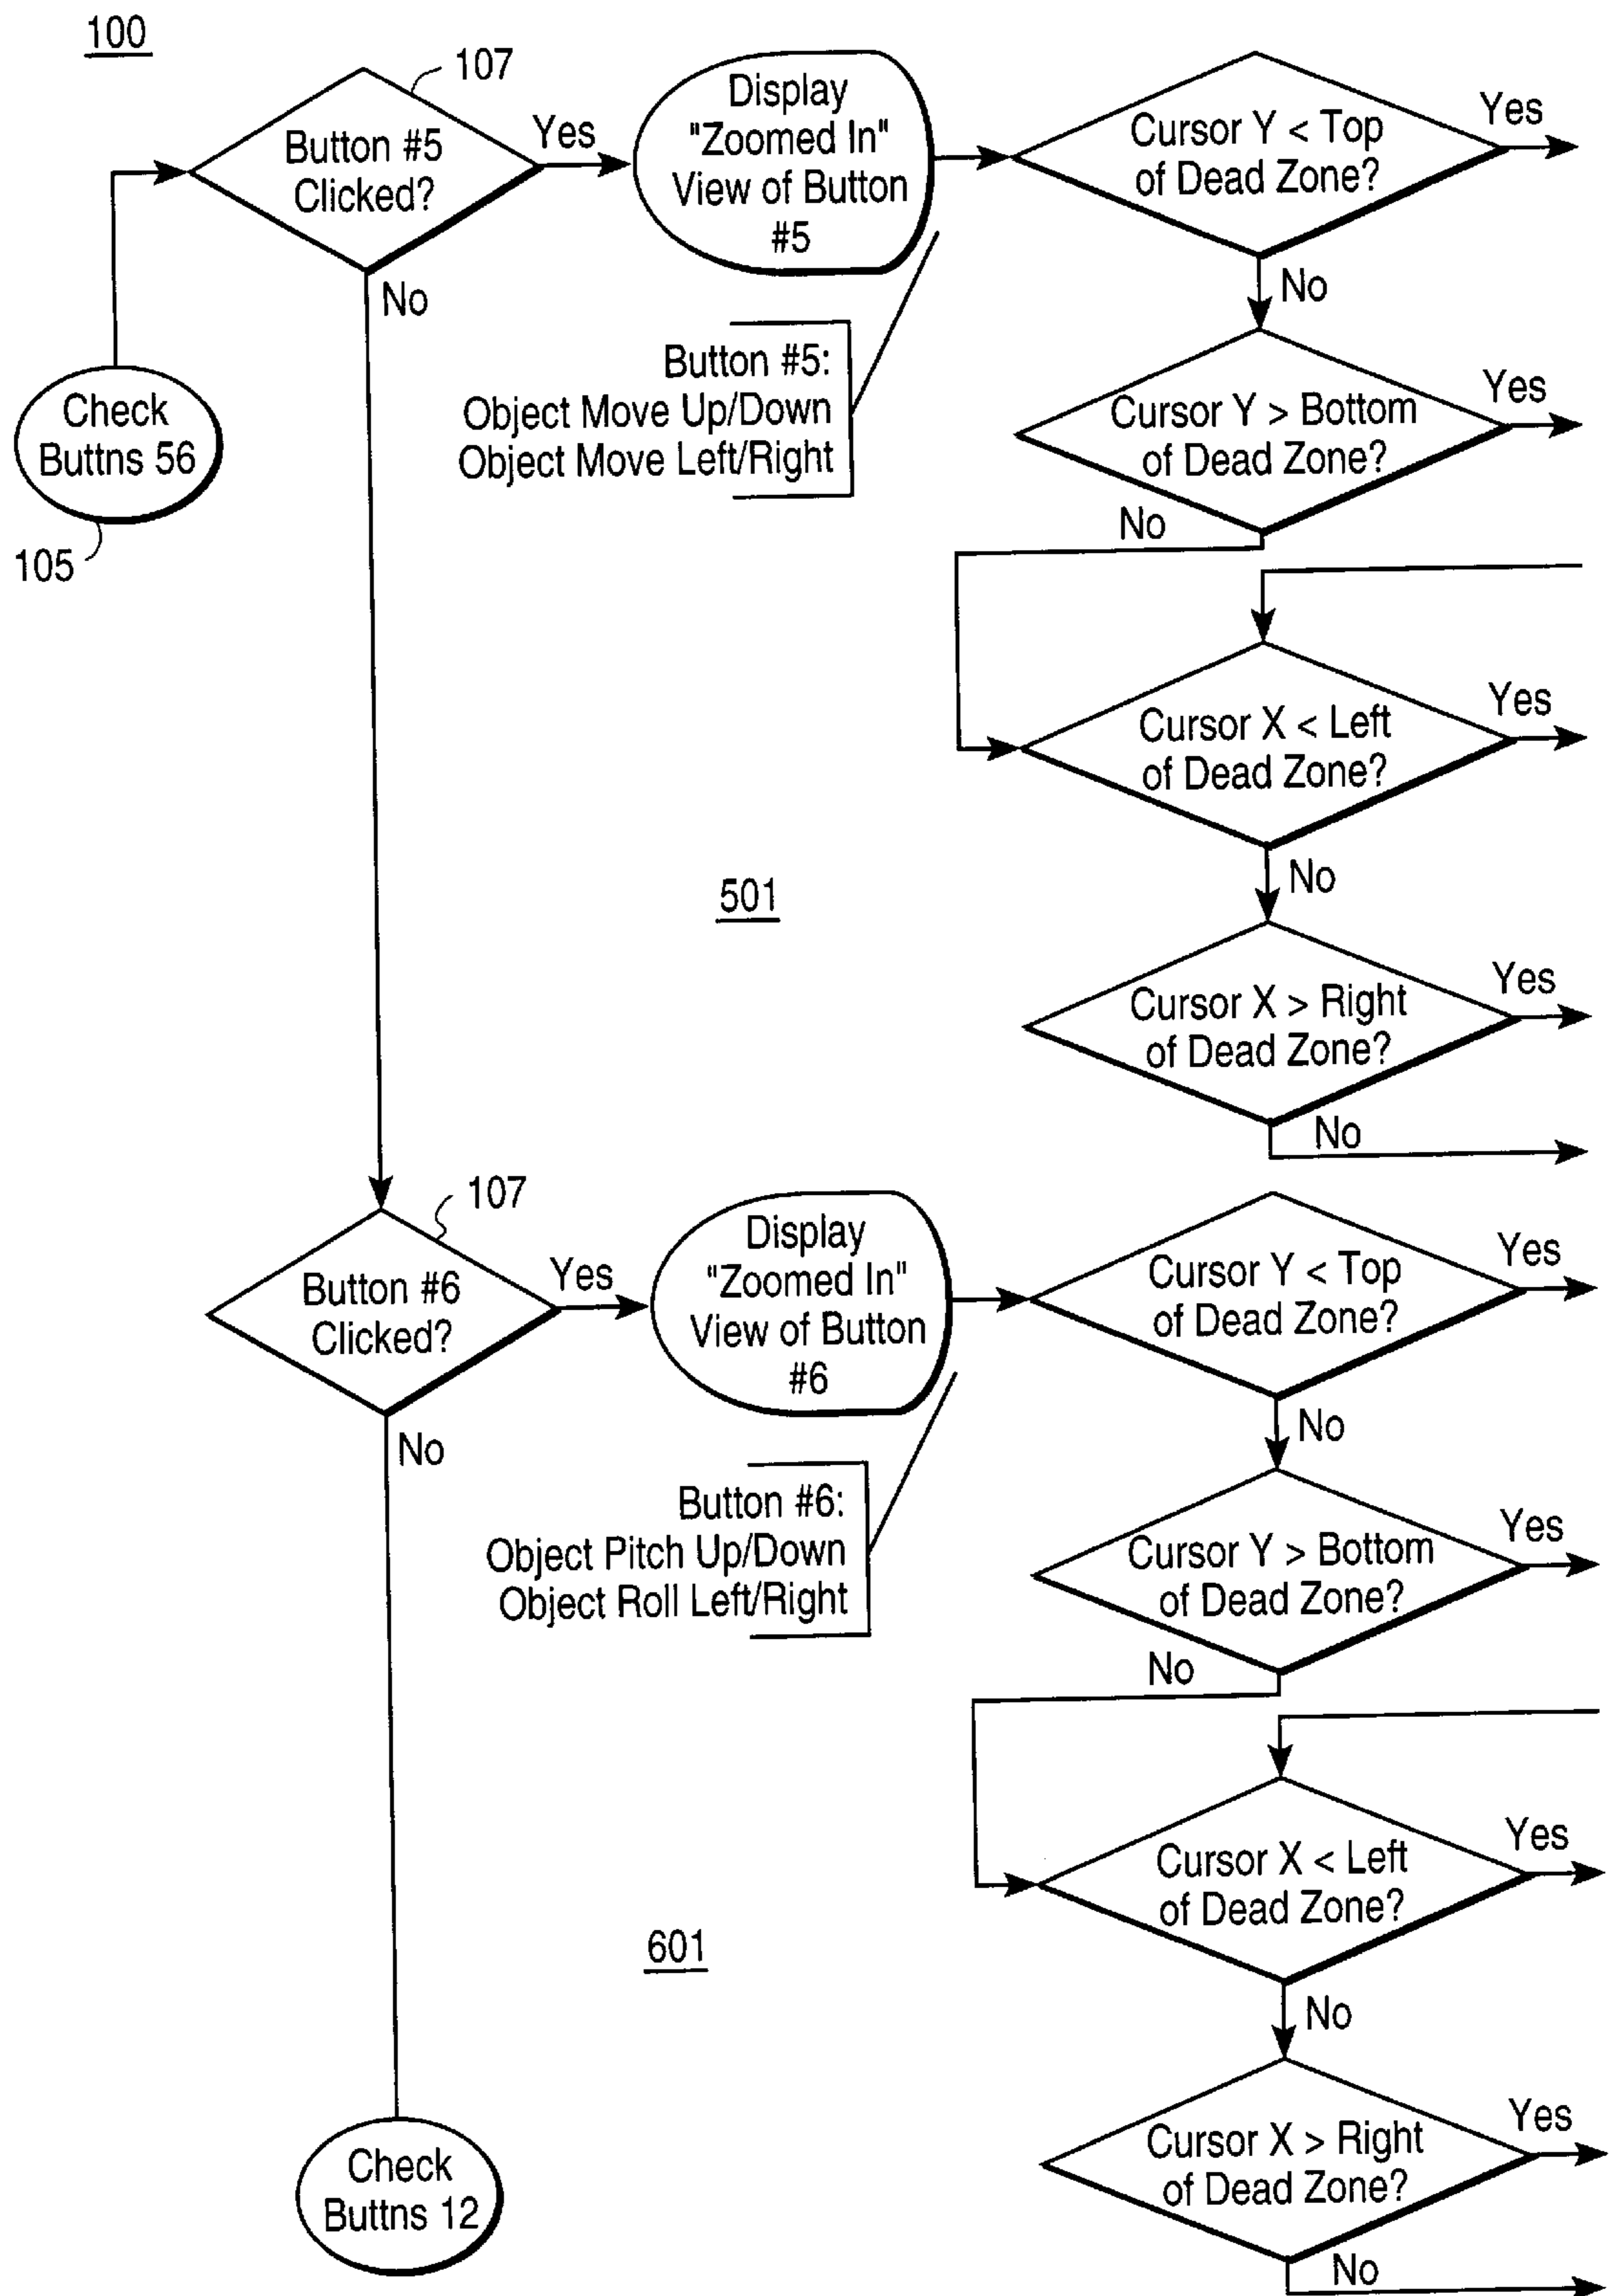 100
107
Button #5
Clicked?
Yes
No
Display
"Zoomed In"
View of Button
#5
Cursor Y < Top
of Dead Zone?
Yes
No
Check
Buttns 56
105
Button #5:
Object Move Up/Down
Object Move Left/Right
Cursor Y > Bottom
of Dead Zone?
Yes
No
Cursor X < Left
of Dead Zone?
Yes
No
501
Cursor X > Right
of Dead Zone?
Yes
No
107
Button #6
Clicked?
Yes
No
Display
"Zoomed In"
View of Button
#6
Cursor Y < Top
of Dead Zone?
Yes
No
Button #6:
Object Pitch Up/Down
Object Roll Left/Right
Cursor Y > Bottom
of Dead Zone?
Yes
No
Cursor X < Left
of Dead Zone?
Yes
No
601
Cursor X > Right
of Dead Zone?
Yes
No
Check
Buttns 12